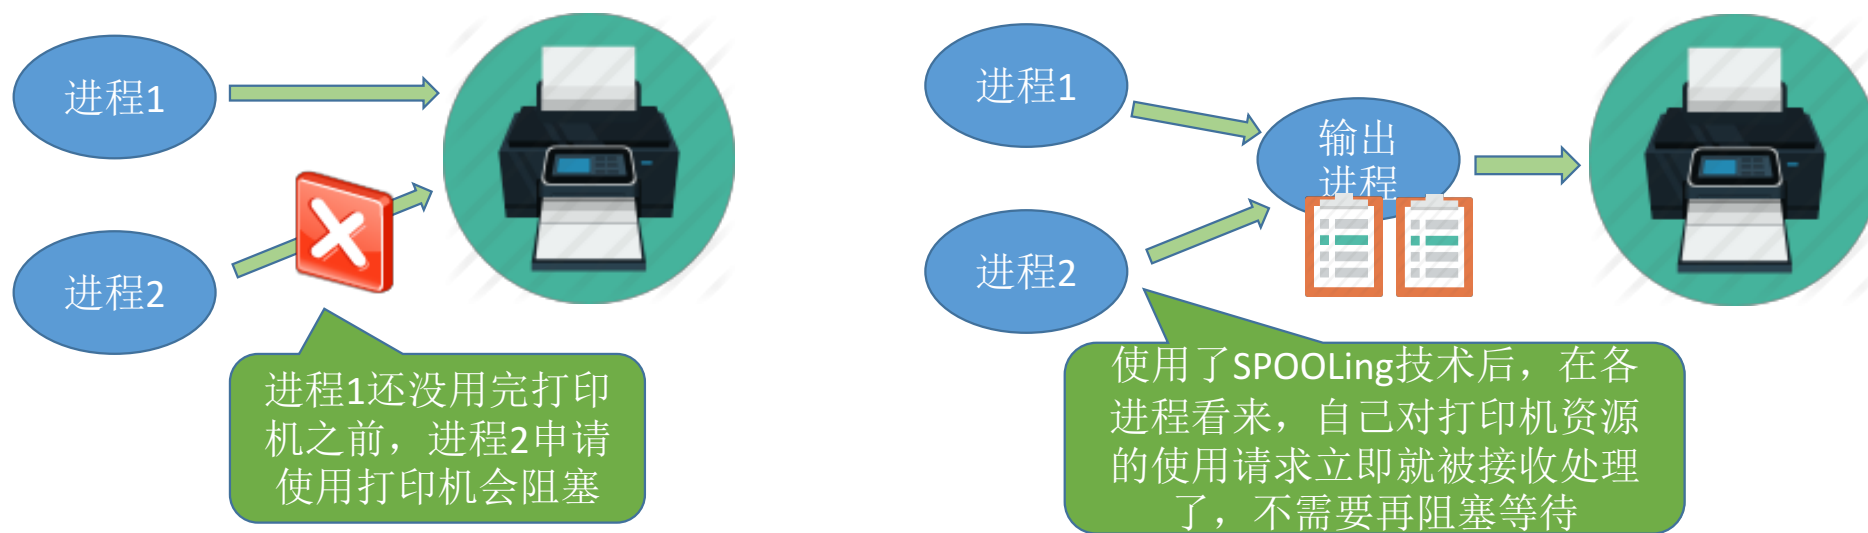 进程1
进程2
进程1还没用完打印
机之前，进程2申请
使用打印机会阻塞
进程1
进程2
输出
进程
使用了SPOOLing技术后，在各
进程看来，自己对打印机资源
的使用请求立即就被接收处理
了，不需要再阻塞等待